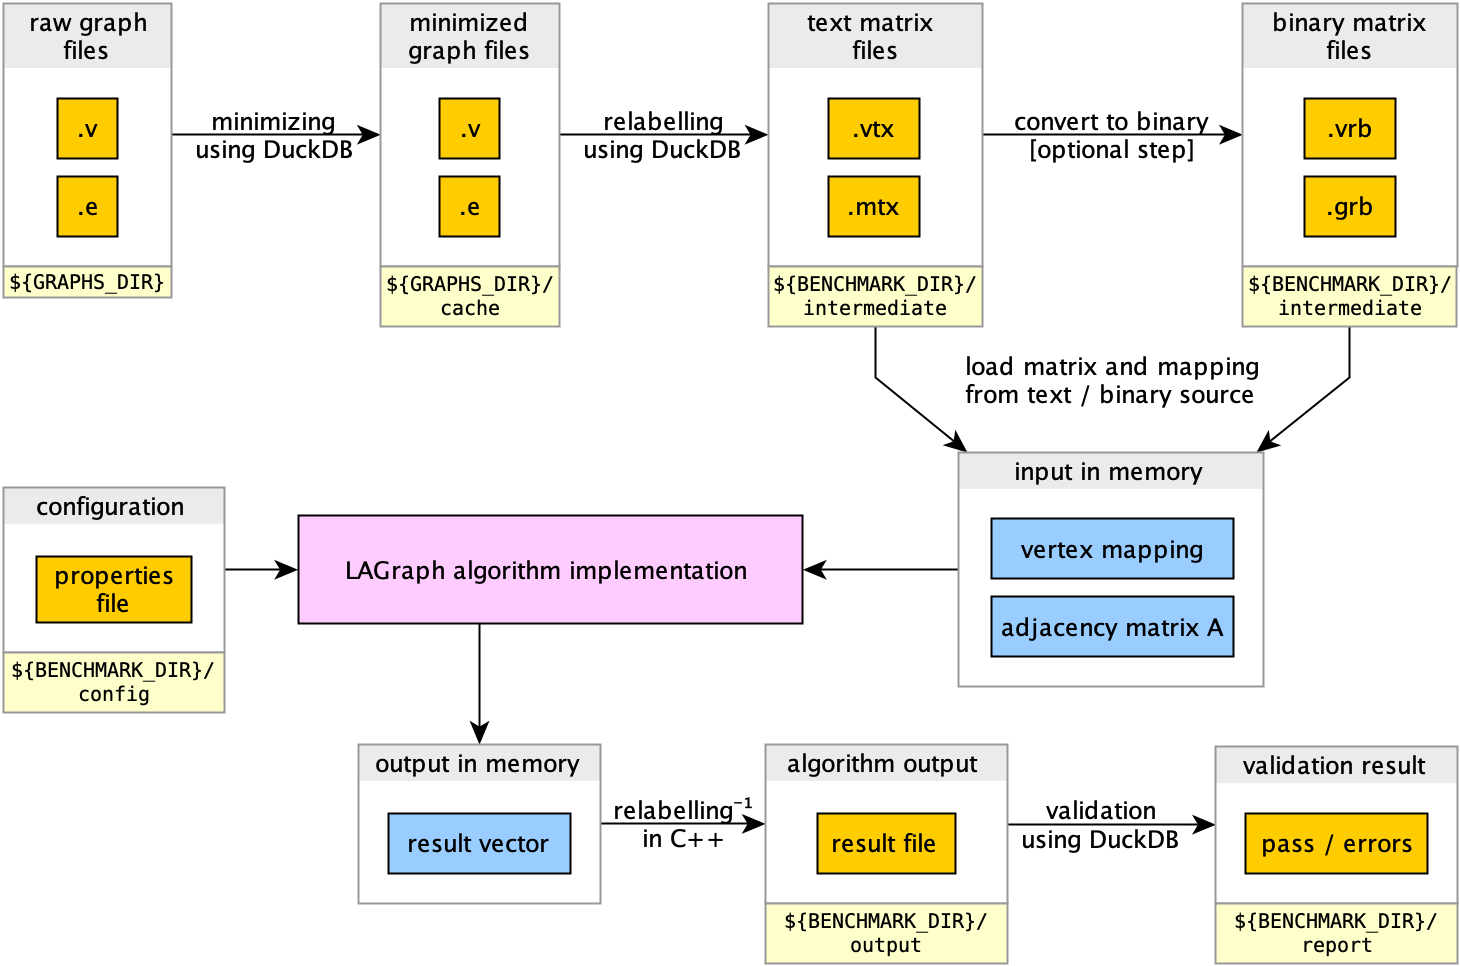 raw graph
files
.v
.e
${GRAPHS_DIR}
minimizing
using DuckDB
minimized
graph files
.v
.e
${GRAPHS_DIR}/
cache
relabelling
using DuckDB
text matrix
files
.vtx
.mtx
${BENCHMARK_DIR}/
intermediate
convert to binary
[optional step]
binary matrix
files
.vrb
.grb
${BENCHMARK_DIR}/
intermediate
load matrix and mapping
from text / binary source
input in memory
vertex mapping
adjacency matrix A
configuration
properties
file
${BENCHMARK_DIR}/
config
LAGraph algorithm implementation
output in memory
result vector
relabelling⁻¹
in C++
algorithm output
result file
${BENCHMARK_DIR}/
output
validation
using DuckDB
validation result
pass / errors
${BENCHMARK_DIR}/
report